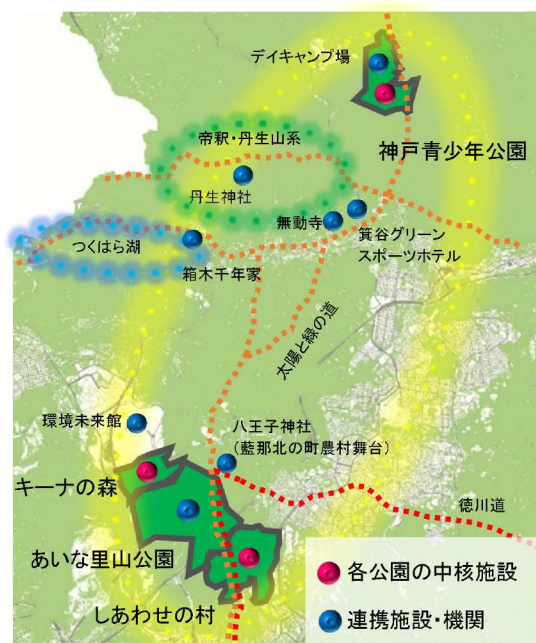 デイキャンプ場
神戸青少年公園
帝釈・丹生山系
丹生神社
無動寺
箕谷グリーン
スポーツホテル
つくはら湖
箱木千年家
太陽と緑の道
環境未来館
八王子神社
(藍那北の町農村舞台)
キーナの森
徳川道
あいな里山公園
しあわせの村
各公園の中核施設
連携施設・機関